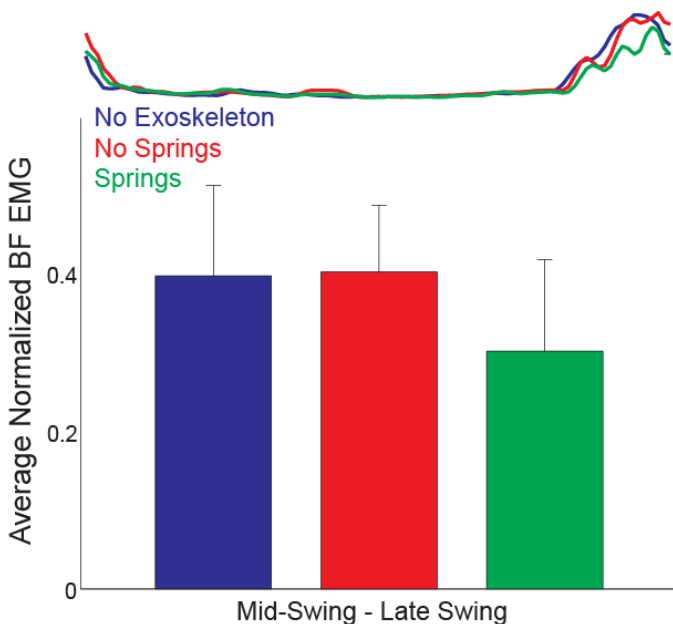 No Exoskeleton
No Springs
Springs
Average Normalized BF EMG
0.4
0.2
0
Mid-Swing - Late Swing